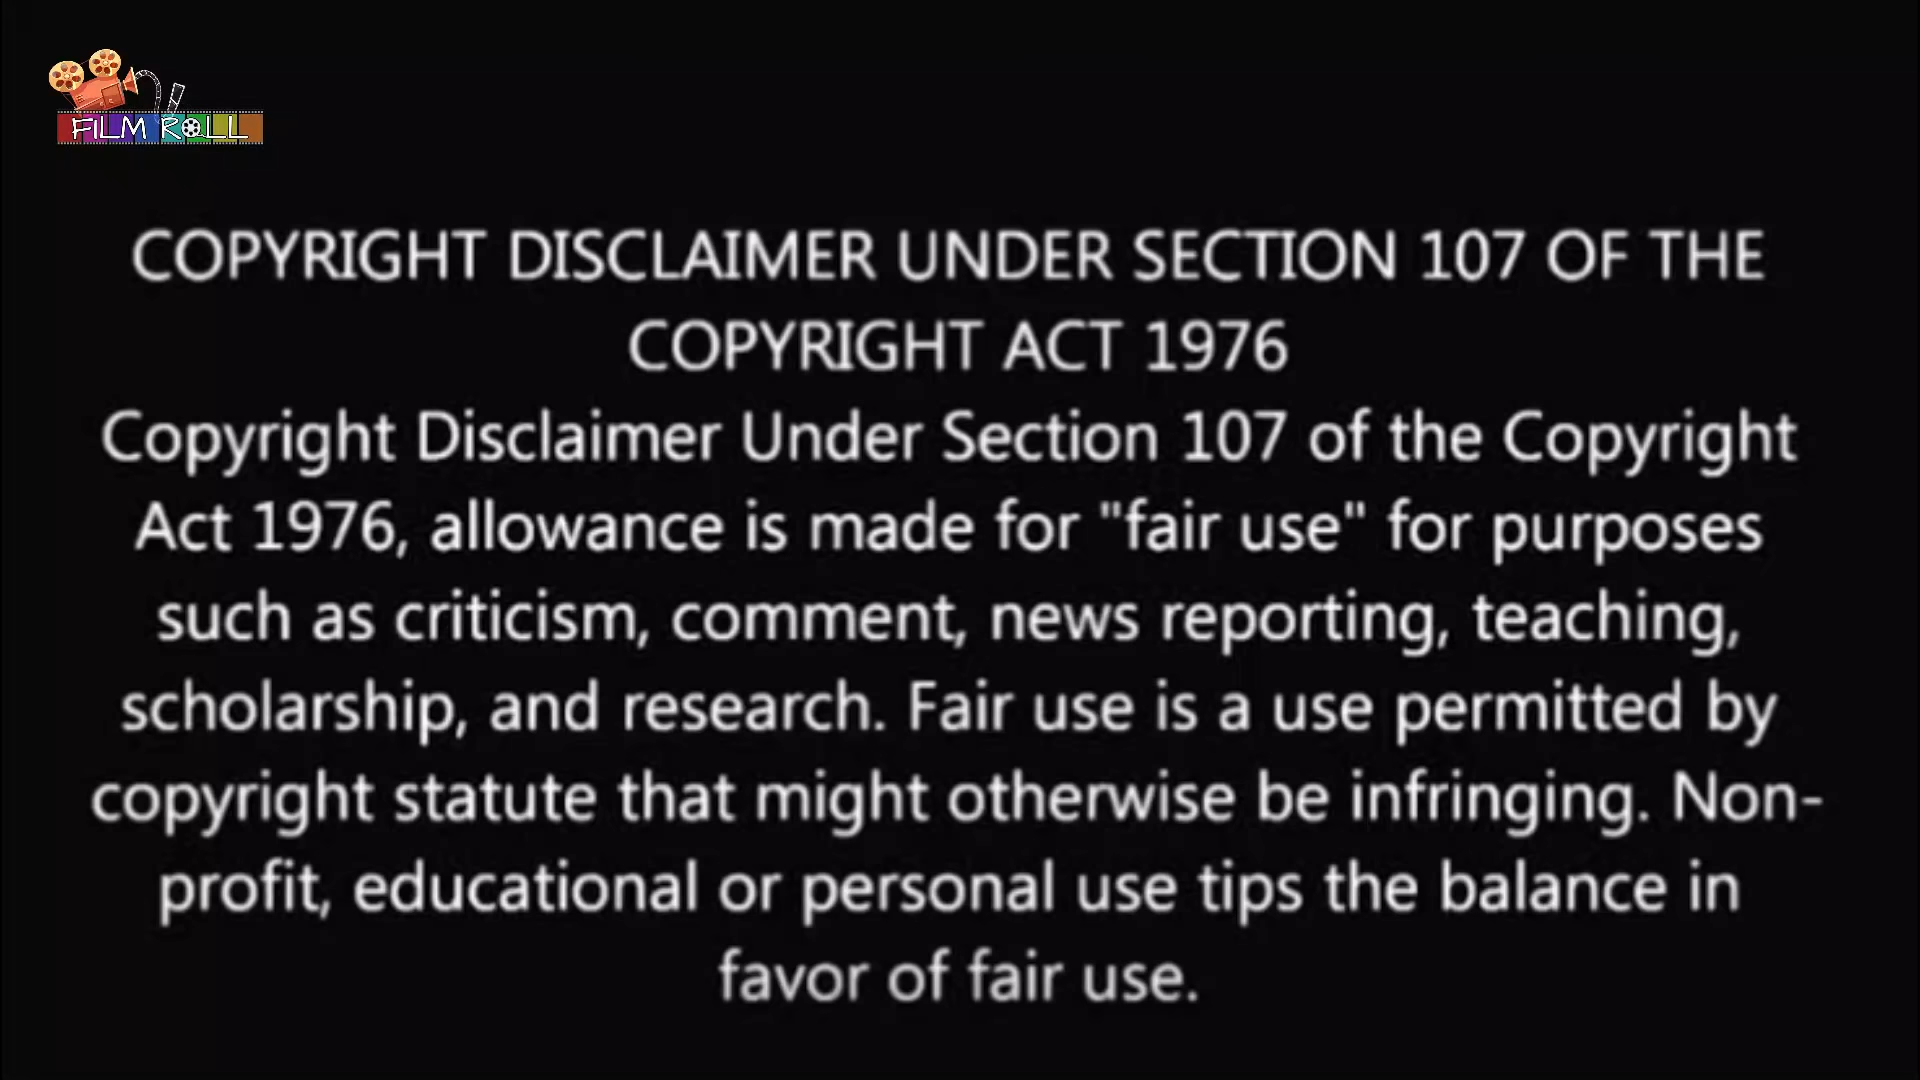 FILM ROLL
COPYRIGHT DISCLAIMER UNDER SECTION 107 OF THE
COPYRIGHT ACT 1976
Copyright Disclaimer Under Section 107 of the Copyright
Act 1976, allowance is made for "fair use" for purposes
such as criticism, comment, news reporting, teaching,
scholarship, and research. Fair use is a use permitted by
copyright statute that might otherwise be infringing. Non-
profit, educational or personal use tips the balance in
favor of fair use.